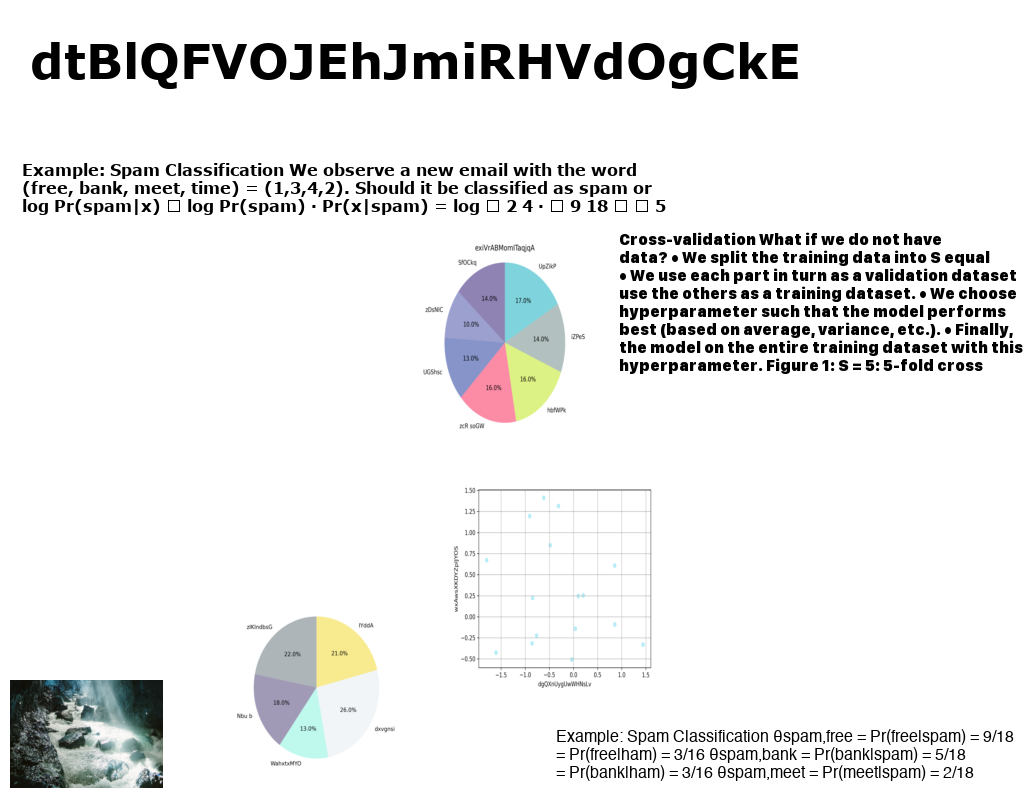 dtBlQFVOJEhJmiRHVdOgCkE
Example: Spam Classification We observe a new email with the word
(free, bank, meet, time) = (1,3,4,2). Should it be classified as spam or
log Pr(spam|x) □ log Pr(spam) · Pr(x|spam) = log □ 2 4 · □ 9 18 □ □ 5
Cross-validation What if we do not have
data? • We split the training data into S equal
• We use each part in turn as a validation dataset
use the others as a training dataset. • We choose
hyperparameter such that the model performs
best (based on average, variance, etc.). • Finally,
the model on the entire training dataset with this
hyperparameter. Figure 1: S = 5: 5-fold cross
exiVrABMomiTaqjqA
SfOCkq
UpZikP
14.0%
17.0%
zDsNiC
10.0%
14.0%
iZPeS
UGShsc
13.0%
16.0%
16.0%
hbfWPk
zcR soGW
1.50
1.25
1.00
0.75
0.50
0.25
0.00
−0.25
−0.50
−1.5 −1.0 −0.5 0.0 0.5 1.0 1.5
dgQXnUygUwWHNsLv
zlKlndbsG
lYddA
22.0%
21.0%
18.0%
26.0%
Nbu b
13.0%
dxvgnsi
WahxtxMYO
Example: Spam Classification θspam,free = Pr(free|spam) = 9/18
= Pr(free|ham) = 3/16 θspam,bank = Pr(bank|spam) = 5/18
= Pr(bank|ham) = 3/16 θspam,meet = Pr(meet|spam) = 2/18